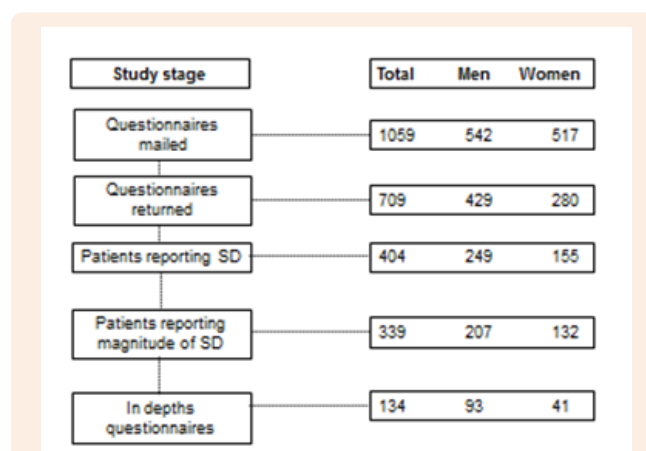 Study stage Total Men Women
Questionnaires
mailed
1059 542 517
Questionnaires
returned
709 429 280
Patients reporting SD 404 249 155
Patients reporting
magnitude of SD
339 207 132
In depths
questionnaires
134 93 41